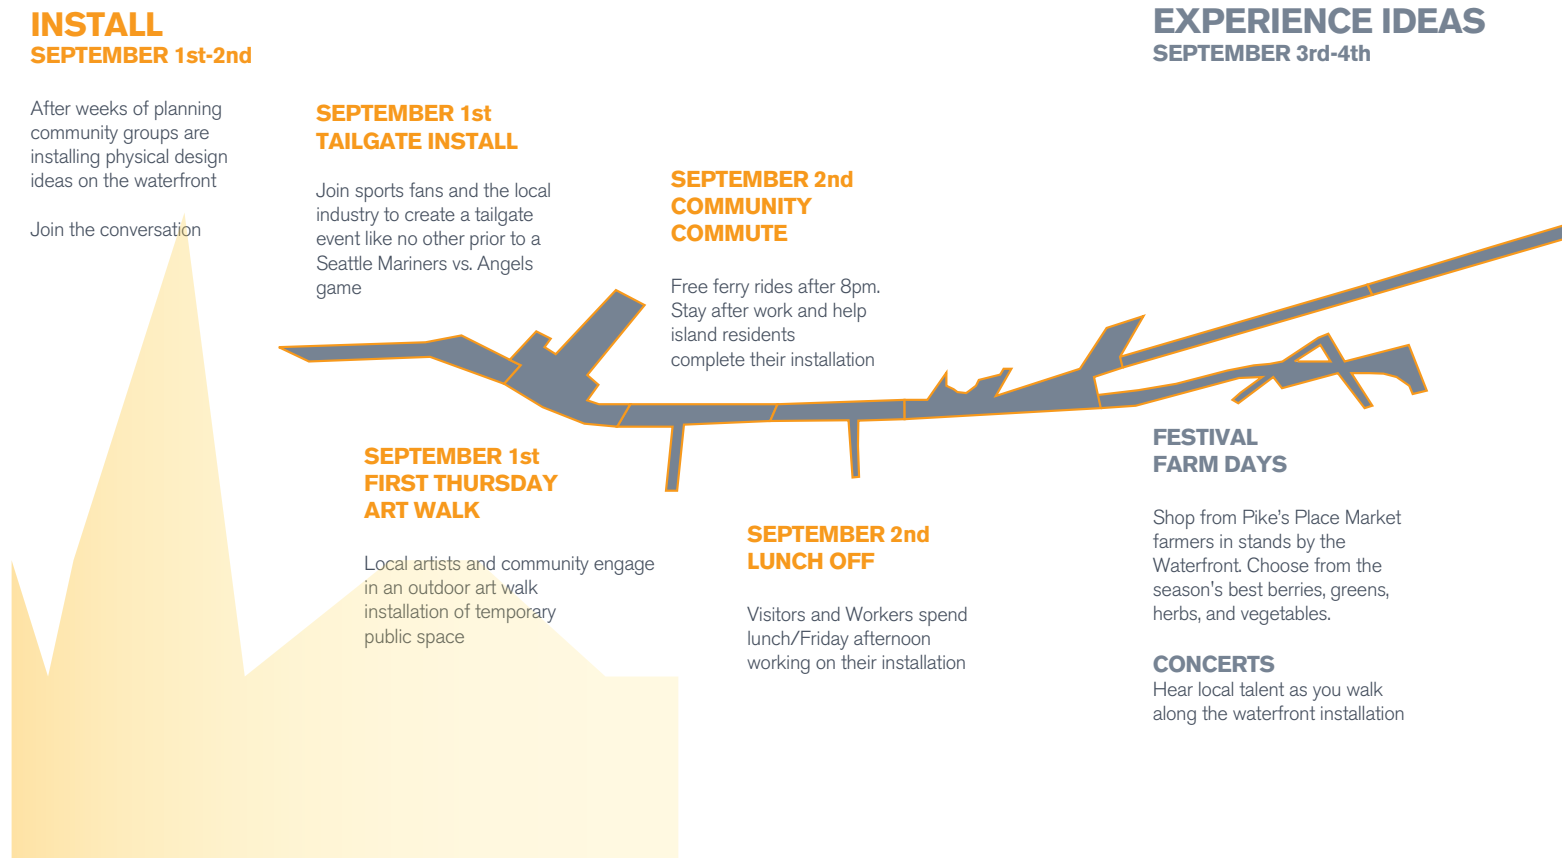 INSTALL
SEPTEMBER 1st-2nd
After weeks of planning
community groups are
installing physical design
ideas on the waterfront
Join the conversation
SEPTEMBER 1st
TAILGATE INSTALL
Join sports fans and the local
industry to create a tailgate
event like no other prior to a
Seattle Mariners vs. Angels
game
SEPTEMBER 1st
FIRST THURSDAY
ART WALK
Local artists and community engage
in an outdoor art walk
installation of temporary
public space
SEPTEMBER 2nd
COMMUNITY
COMMUTE
Free ferry rides after 8pm.
Stay after work and help
island residents
complete their installation
SEPTEMBER 2nd
LUNCH OFF
Visitors and Workers spend
lunch/Friday afternoon
working on their installation
EXPERIENCE IDEAS
SEPTEMBER 3rd-4th
FESTIVAL
FARM DAYS
Shop from Pike’s Place Market
farmers in stands by the
Waterfront. Choose from the
season's best berries, greens,
herbs, and vegetables.
CONCERTS
Hear local talent as you walk
along the waterfront installation